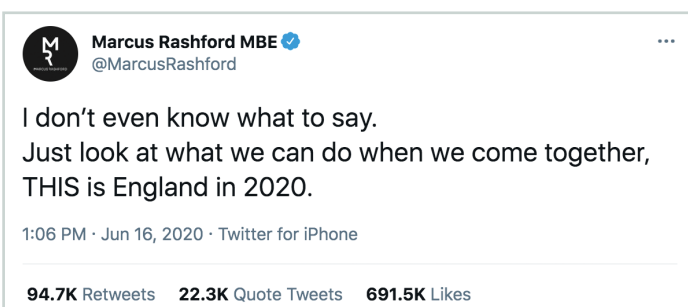 Marcus Rashford MBE
@MarcusRashford
I don't even know what to say.
Just look at what we can do when we come together,
THIS is England in 2020.
1:06 PM · Jun 16, 2020 · Twitter for iPhone
94.7K Retweets 22.3K Quote Tweets 691.5K Likes